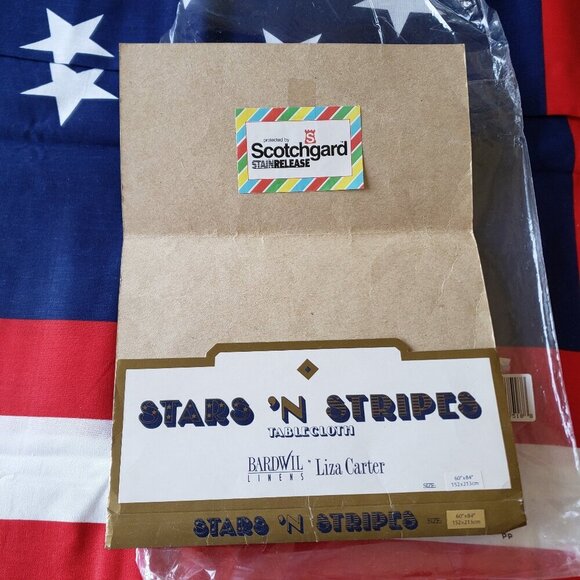 protected by
Scotchgard
STAIN RELEASE
STARS 'N STRIPES
TABLECLOTH
BARDWIL
LINENS
Liza Carter
SIZE: 60"x84"
152x213cm
STARS 'N STRIPES
SIZE: 60"x84"
152x213cm